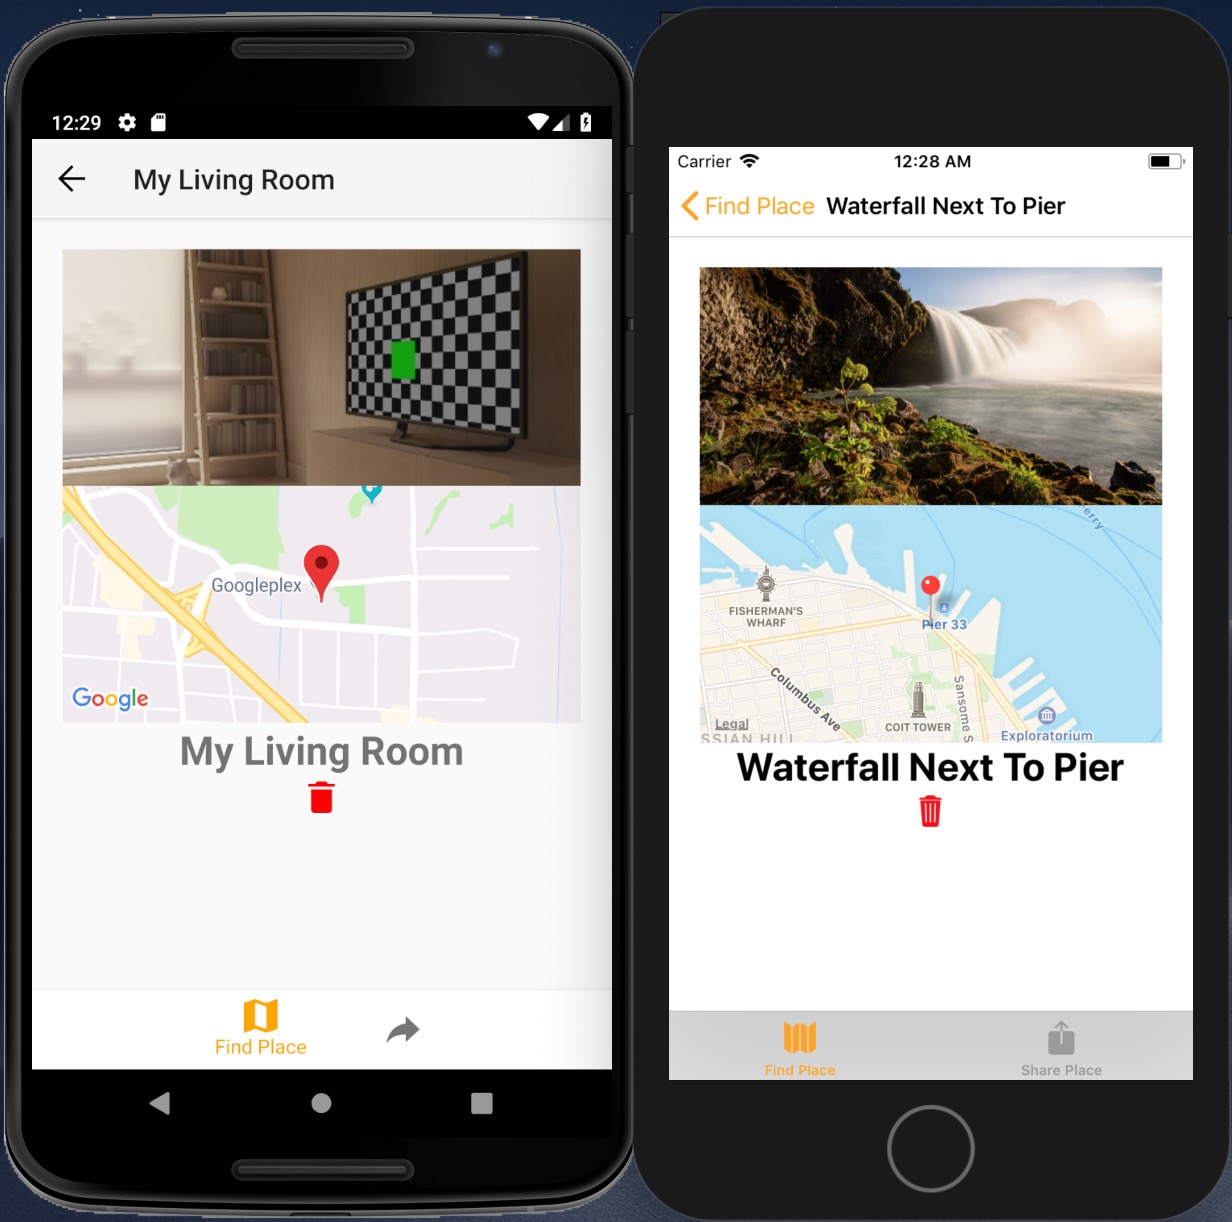 12:29
My Living Room
Googleplex
Google
My Living Room
Find Place
Carrier 12:28 AM
Find Place Waterfall Next To Pier
erry
FISHERMAN'S
WHARF
Pier 33
Columbus Ave
Sansome S
COIT TOWER
Legal
SSIAN HILL
Exploratorium
Waterfall Next To Pier
Find Place
Share Place